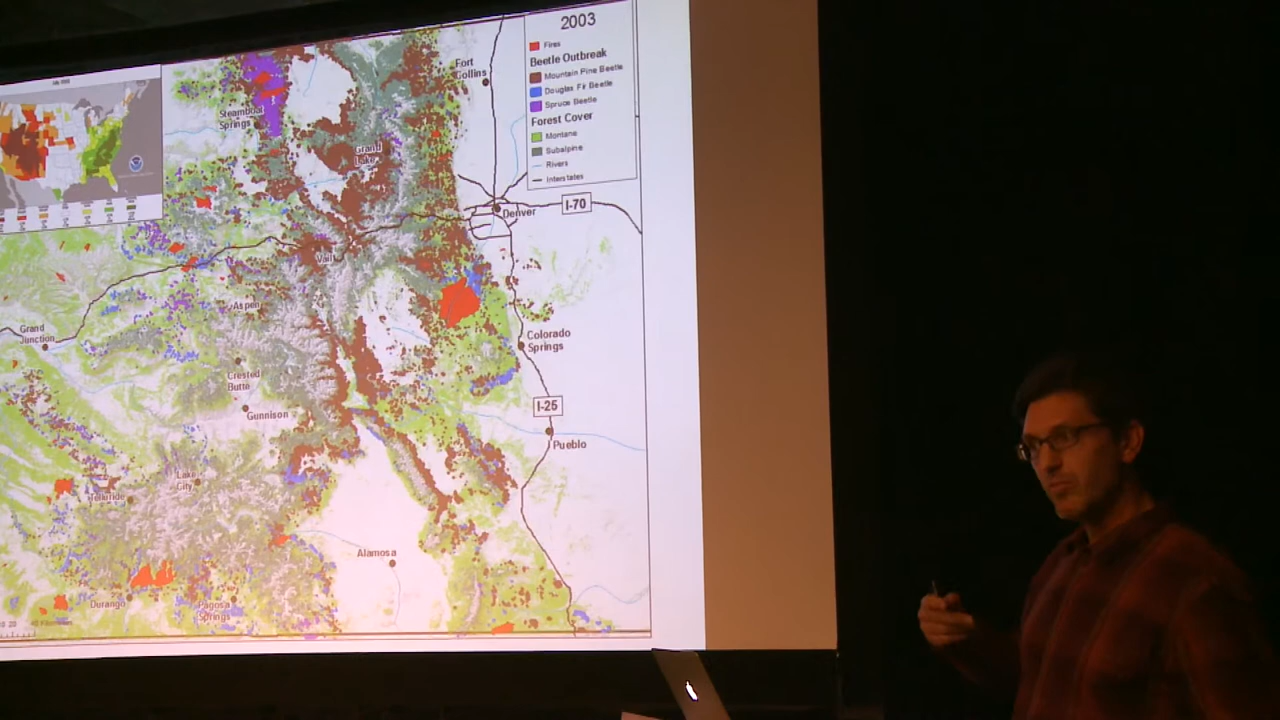 2003
Fires
Beetle Outbreak
Mountain Pine Beetle
Douglas Fir Beetle
Spruce Beetle
Forest Cover
Montane
Subalpine
Rivers
Interstates
Fort
Collins
Steamboat
Springs
Grand
Lake
Denver
I-70
Vail
Aspen
Grand
Junction
Colorado
Springs
Crested
Butte
Gunnison
I-25
Pueblo
Lake
City
Telluride
Alamosa
Durango
Pagosa
Springs